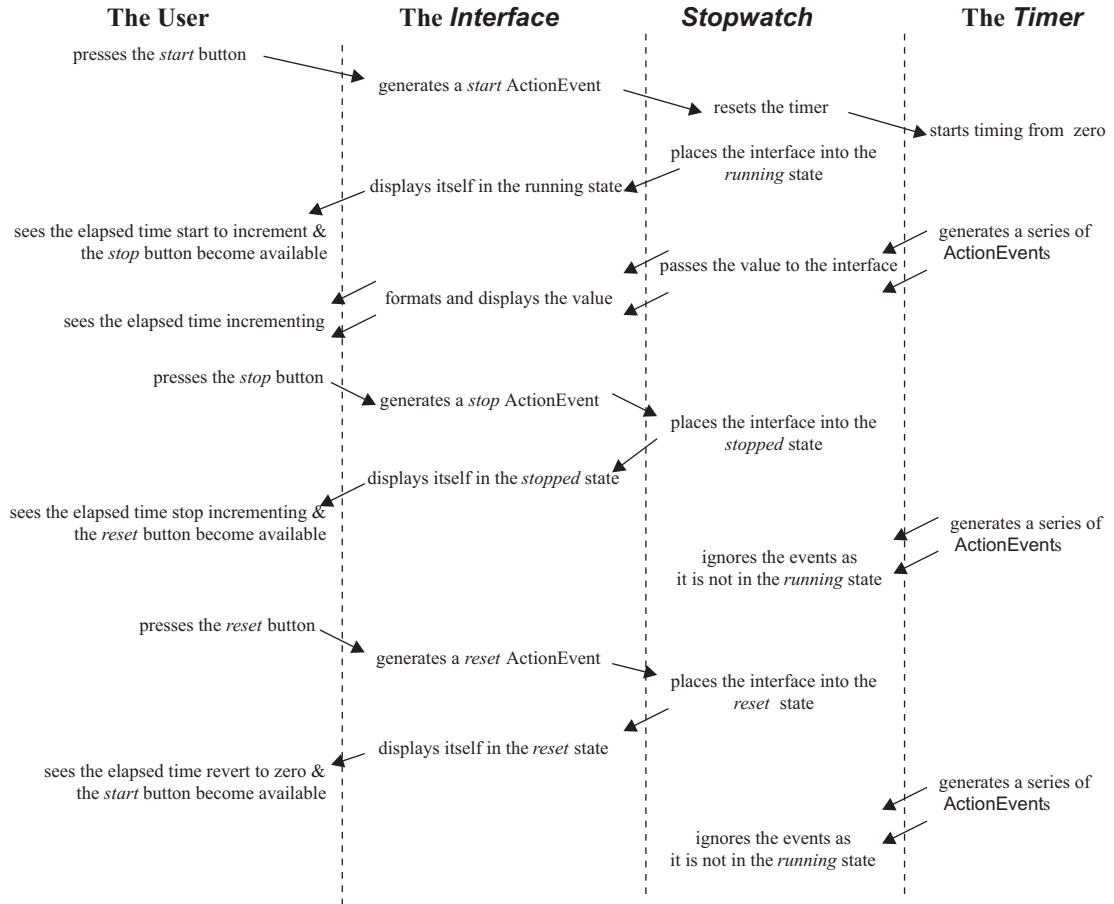 The User
The Interface
Stopwatch
The Timer
presses the start button
generates a start ActionEvent
resets the timer
starts timing from zero
places the interface into the
running state
displays itself in the running state
sees the elapsed time start to increment &
the stop button become available
generates a series of
ActionEvents
passes the value to the interface
formats and displays the value
sees the elapsed time incrementing
presses the stop button
generates a stop ActionEvent
places the interface into the
stopped state
displays itself in the stopped state
sees the elapsed time stop incrementing &
the reset button become available
generates a series of
ActionEvents
ignores the events as
it is not in the running state
presses the reset button
generates a reset ActionEvent
places the interface into the
reset state
displays itself in the reset state
sees the elapsed time revert to zero &
the start button become available
generates a series of
ActionEvents
ignores the events as
it is not in the running state